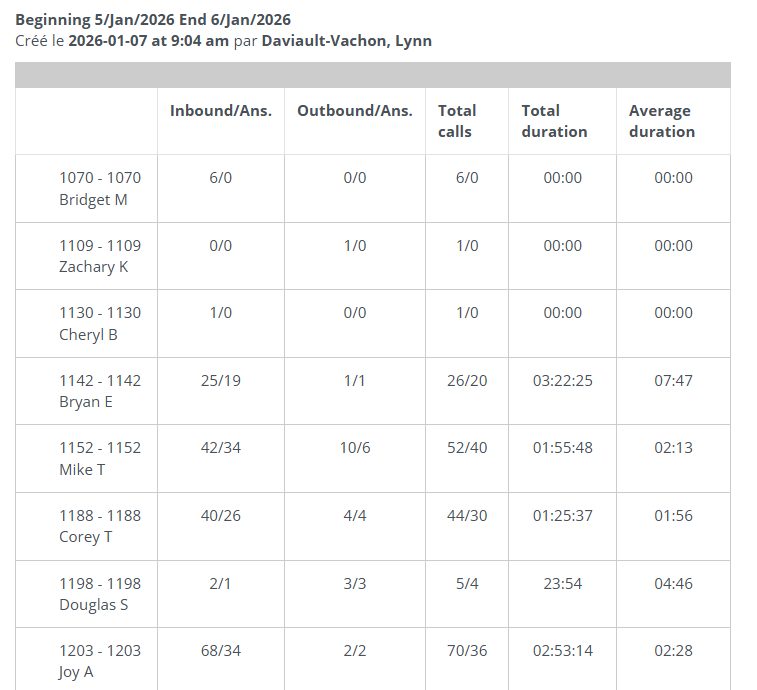 Beginning 5/Jan/2026 End 6/Jan/2026
Créé le 2026-01-07 at 9:04 am par Daviault-Vachon, Lynn
Inbound/Ans. Outbound/Ans. Total calls Total duration Average duration
1070 - 1070 Bridget M 6/0 0/0 6/0 00:00 00:00
1109 - 1109 Zachary K 0/0 1/0 1/0 00:00 00:00
1130 - 1130 Cheryl B 1/0 0/0 1/0 00:00 00:00
1142 - 1142 Bryan E 25/19 1/1 26/20 03:22:25 07:47
1152 - 1152 Mike T 42/34 10/6 52/40 01:55:48 02:13
1188 - 1188 Corey T 40/26 4/4 44/30 01:25:37 01:56
1198 - 1198 Douglas S 2/1 3/3 5/4 23:54 04:46
1203 - 1203 Joy A 68/34 2/2 70/36 02:53:14 02:28